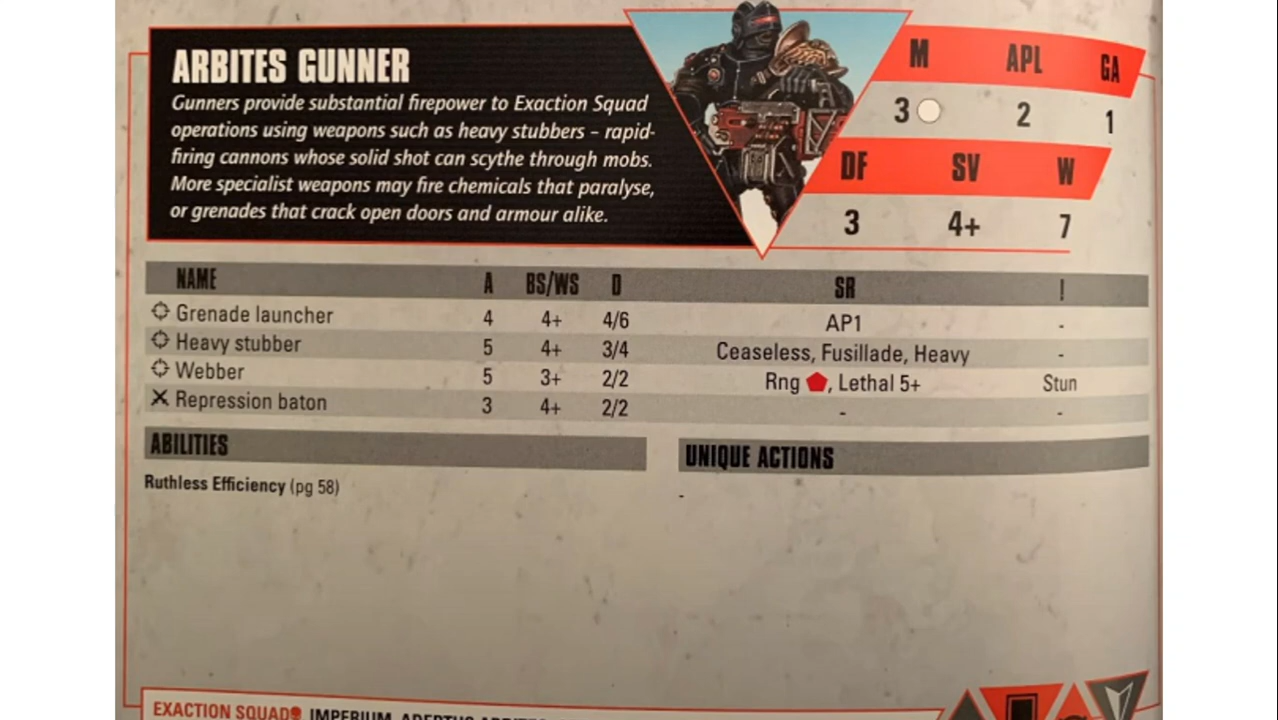 ARBITES GUNNER
Gunners provide substantial firepower to Exaction Squad
operations using weapons such as heavy stubbers – rapid-
firing cannons whose solid shot can scythe through mobs.
More specialist weapons may fire chemicals that paralyse,
or grenades that crack open doors and armour alike.
M APL GA
3 2 1
DF SV W
3 4+ 7
NAME A BS/WS D SR !
Grenade launcher 4 4+ 4/6 AP1 -
Heavy stubber 5 4+ 3/4 Ceaseless, Fusillade, Heavy -
Webber 5 3+ 2/2 Rng , Lethal 5+ Stun
Repression baton 3 4+ 2/2 - -
ABILITIES
Ruthless Efficiency (pg 58)
UNIQUE ACTIONS
-
EXACTION SQUAD IMPERIUM, ADEPTUS